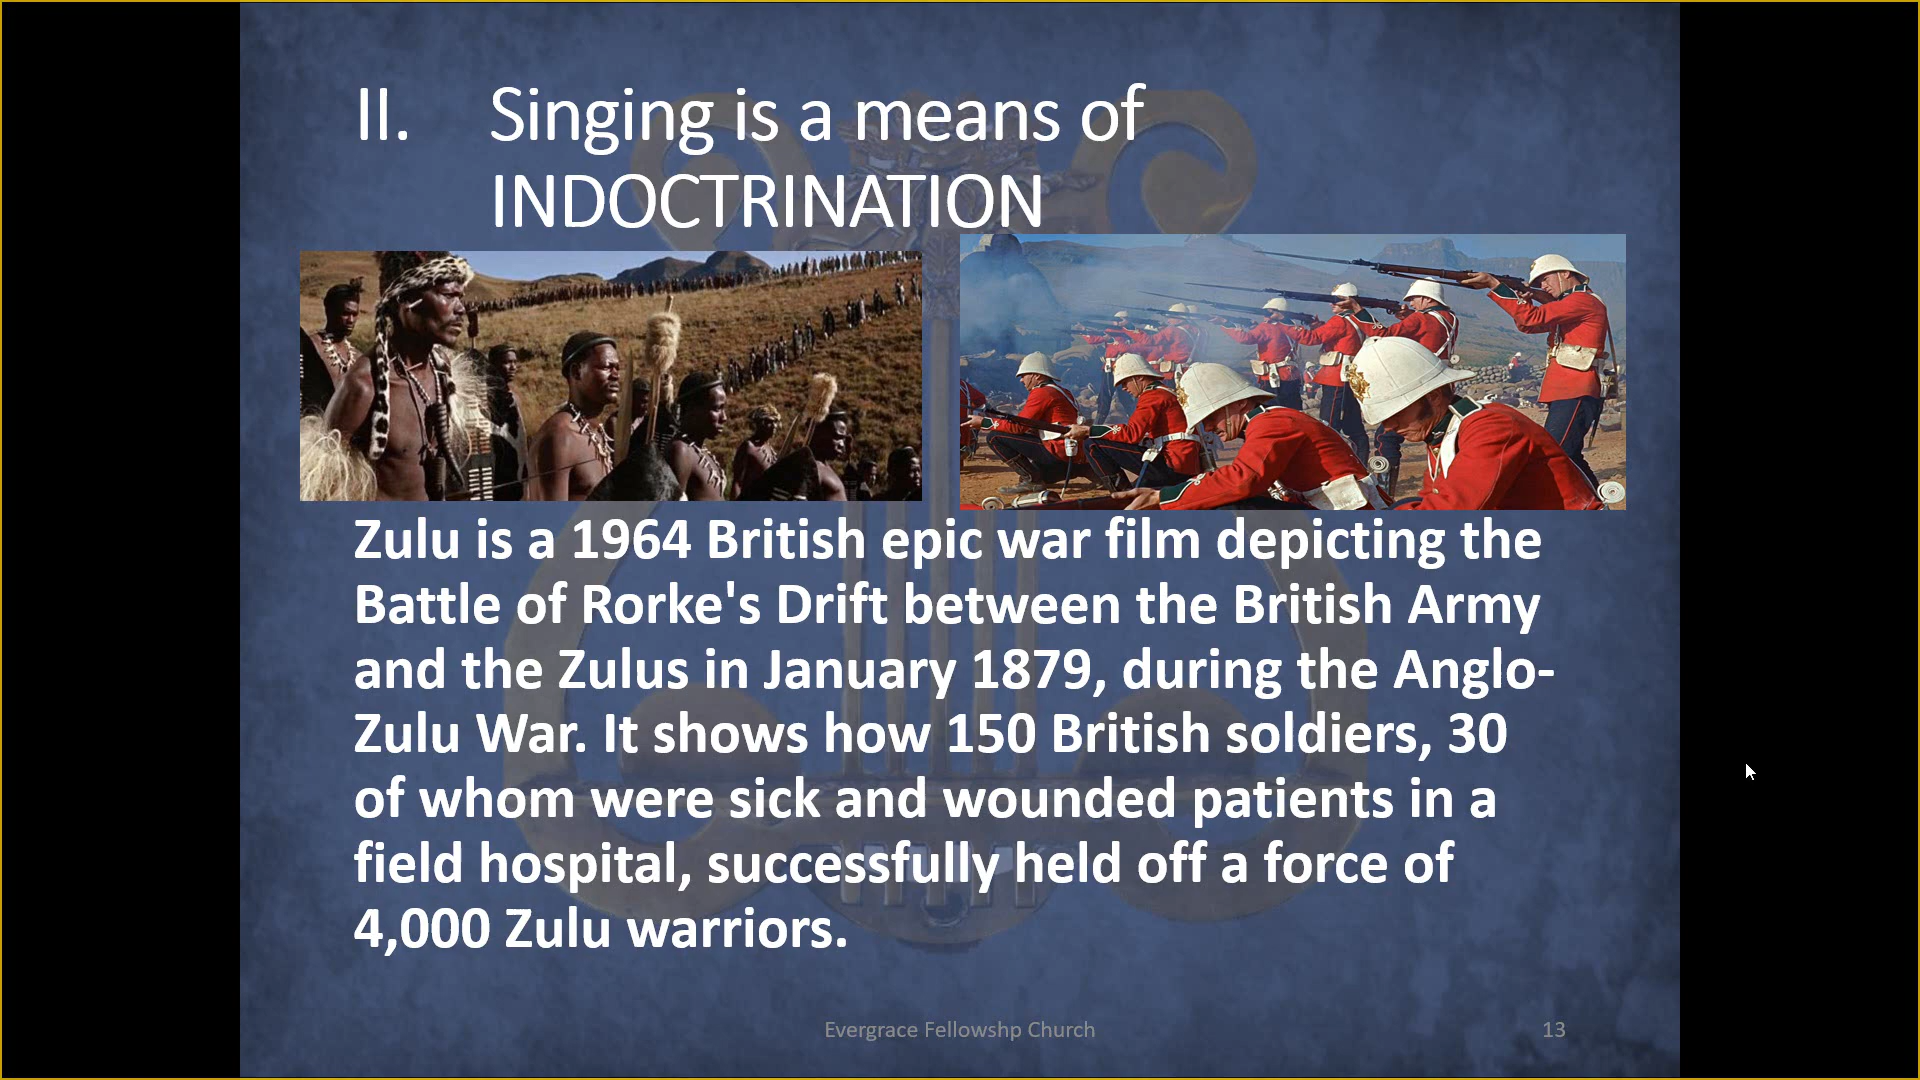 II. Singing is a means of
INDOCTRINATION
Zulu is a 1964 British epic war film depicting the
Battle of Rorke's Drift between the British Army
and the Zulus in January 1879, during the Anglo-
Zulu War. It shows how 150 British soldiers, 30
of whom were sick and wounded patients in a
field hospital, successfully held off a force of
4,000 Zulu warriors.
Evergrace Fellowshp Church
13